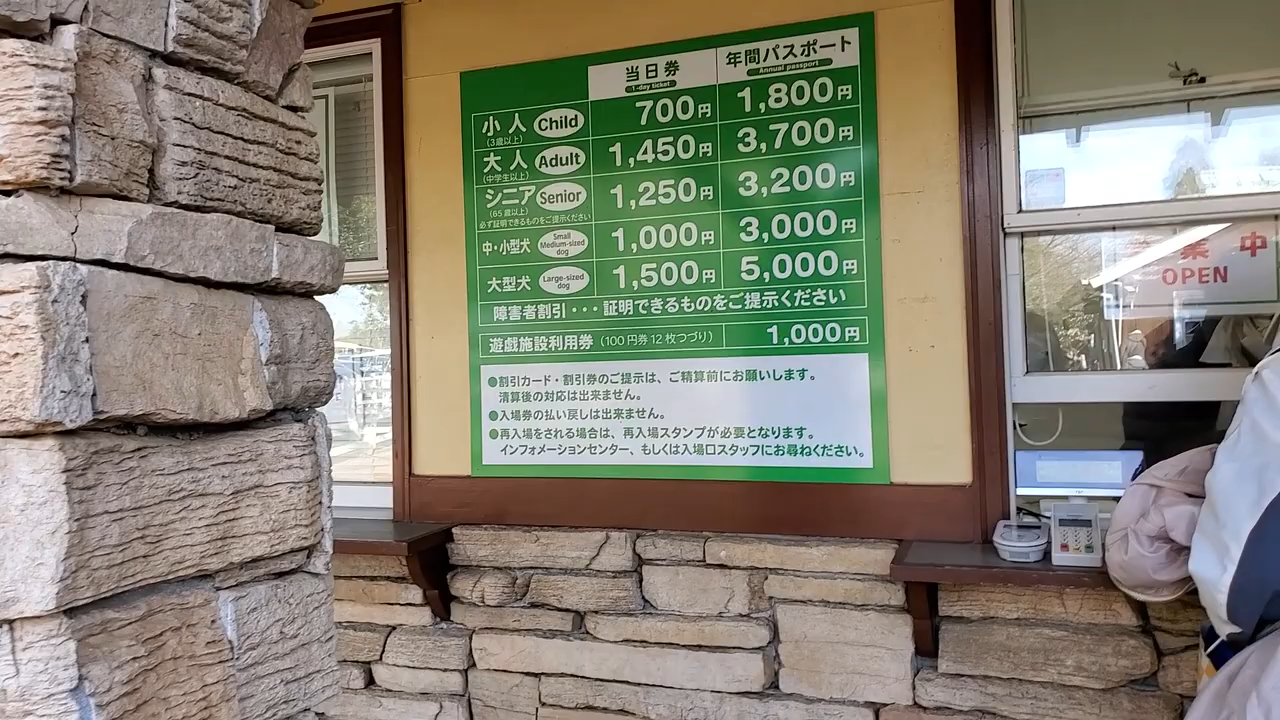 当日券 年間パスポート
1-day ticket Annual passport
小人 Child 700円 1,800円
(3歳以上)
大人 Adult 1,450円 3,700円
(中学生以上)
シニア Senior 1,250円 3,200円
(65歳以上)
必ず証明できるものをご提示ください
中・小型犬 Small Medium-sized dog 1,000円 3,000円
大型犬 Large-sized dog 1,500円 5,000円
障害者割引・・・証明できるものをご提示ください
遊戯施設利用券 (100円券12枚つづり) 1,000円
●割引カード・割引券のご提示は、ご精算前にお願いします。
清算後の対応は出来ません。
●入場券の払い戻しは出来ません。
●再入場をされる場合は、再入場スタンプが必要となります。
インフォメーションセンター、もしくは入場口スタッフにお尋ねください。
業中
OPEN